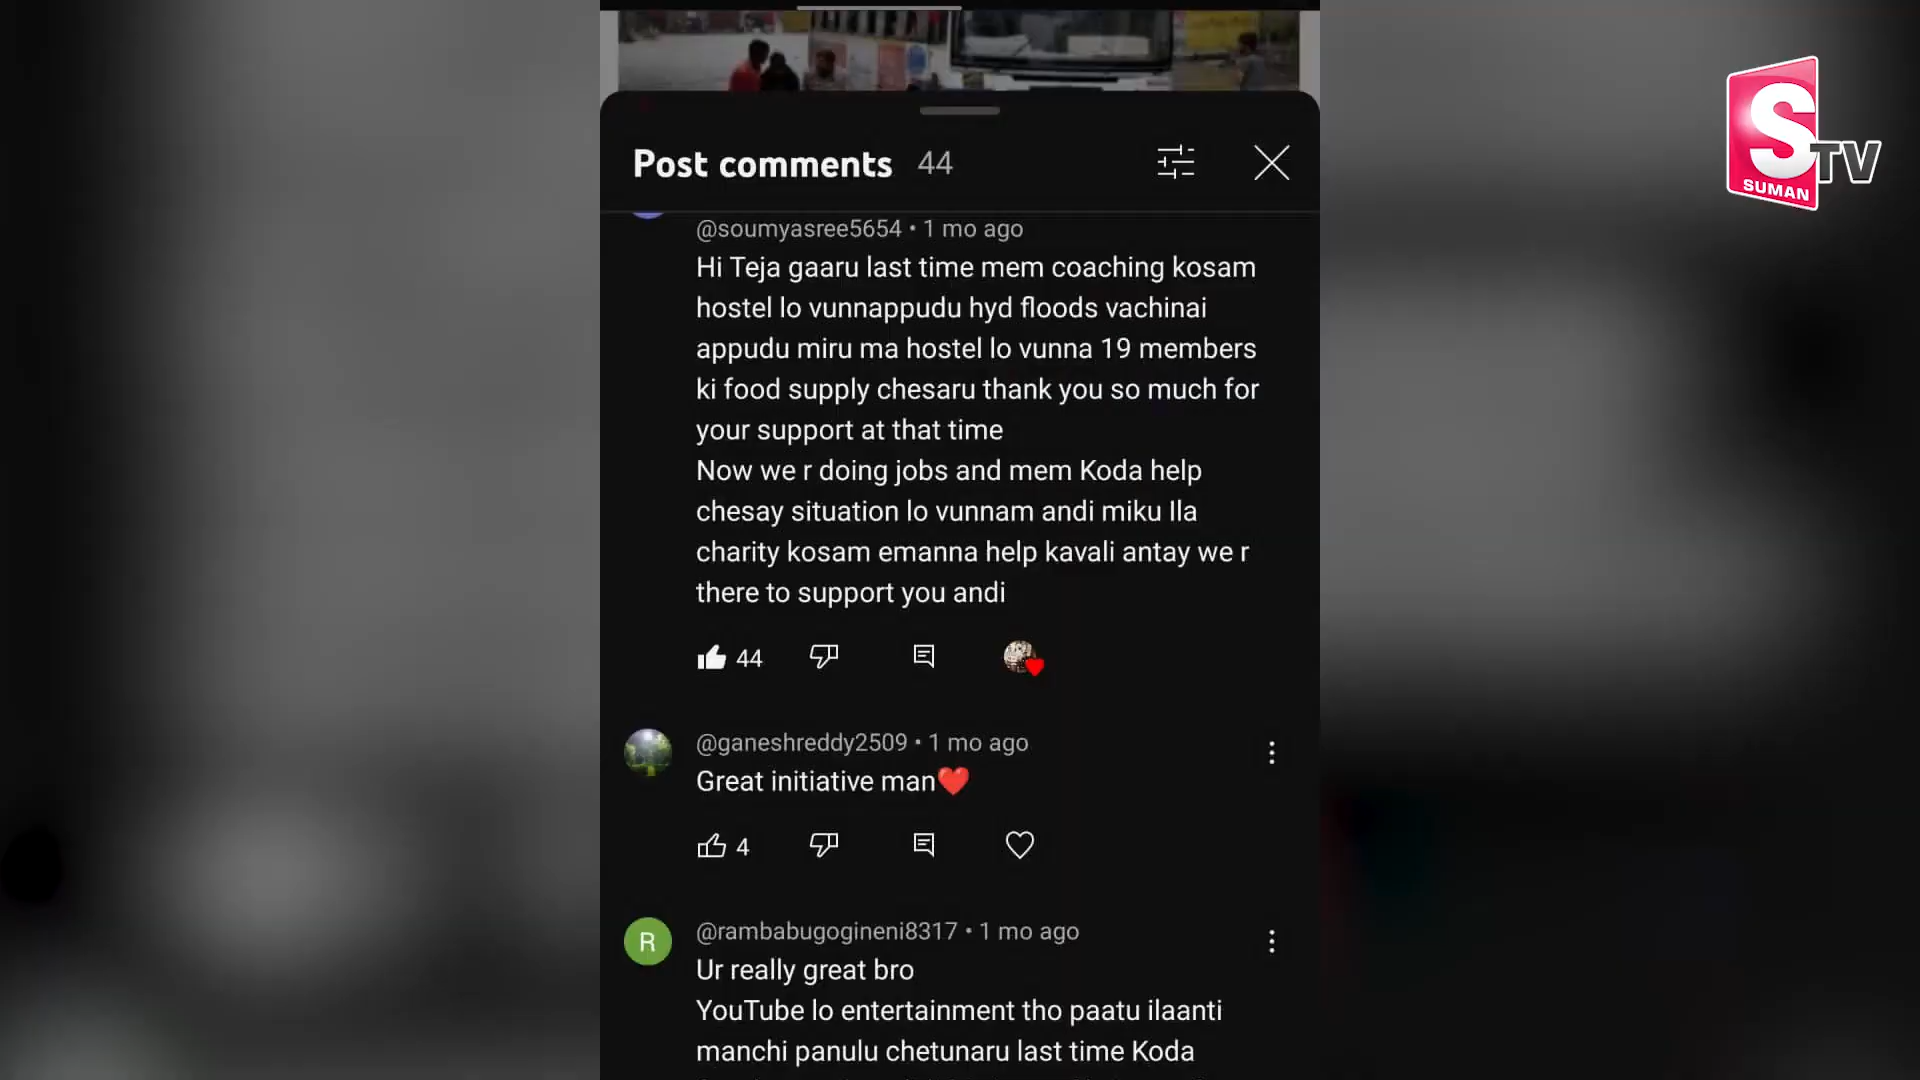 S
SUMAN
TV
Post comments 44
@soumyasree5654 • 1 mo ago
Hi Teja gaaru last time mem coaching kosam
hostel lo vunnappudu hyd floods vachinai
appudu miru ma hostel lo vunna 19 members
ki food supply chesaru thank you so much for
your support at that time
Now we r doing jobs and mem Koda help
chesay situation lo vunnam andi miku Ila
charity kosam emanna help kavali antay we r
there to support you andi
44
@ganeshreddy2509 • 1 mo ago
Great initiative man❤️
4
R
@rambabugogineni8317 • 1 mo ago
Ur really great bro
YouTube lo entertainment tho paatu ilaanti
manchi panulu chetunaru last time Koda